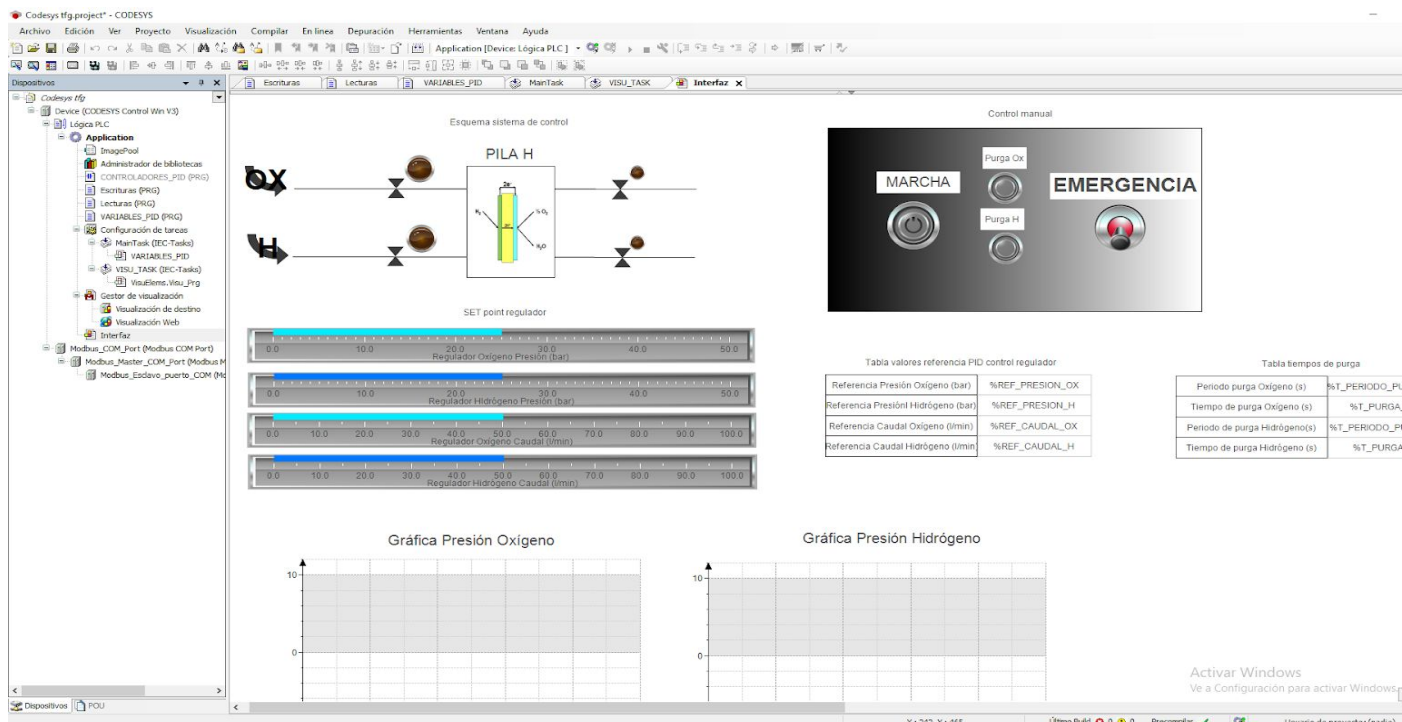 Codesys tfg.project* - CODESYS
Archivo Edición Ver Proyecto Visualización Compilar En línea Depuración Herramientas Ventana Ayuda
Application [Device: Lógica PLC]
Dispositivos
Escrituras Lecturas VARIABLES_PID MainTask VISU_TASK Interfaz
Codesys tfg
Device (CODESYS Control Win V3)
Lógica PLC
Application
ImagePool
Administrador de bibliotecas
CONTROLADORES_PID (PRG)
Escrituras (PRG)
Lecturas (PRG)
VARIABLES_PID (PRG)
Configuración de tareas
MainTask (IEC-Tasks)
VARIABLES_PID
VISU_TASK (IEC-Tasks)
VisuElems.Visu_Prg
Gestor de visualización
Visualización de destino
Visualización Web
Interfaz
Modbus_COM_Port (Modbus COM Port)
Modbus_Master_COM_Port (Modbus M
Modbus_Esclavo_puerto_COM (Mo
Dispositivos POU
Esquema sistema de control
PILA H
OX
H
2e-
H₂
½ O₂
H₂O
Control manual
MARCHA
Purga Ox
Purga H
EMERGENCIA
SET point regulador
0.0 10.0 20.0 30.0 40.0 50.0
Regulador Oxígeno Presión (bar)
0.0 10.0 20.0 30.0 40.0 50.0
Regulador HIdrógeno Presión (bar)
0.0 10.0 20.0 30.0 40.0 50.0 60.0 70.0 80.0 90.0 100.0
Regulador Oxígeno Caudal (l/min)
0.0 10.0 20.0 30.0 40.0 50.0 60.0 70.0 80.0 90.0 100.0
Regulador Hidrógeno Caudal (l/min)
Tabla valores referencia PID control regulador
Referencia Presión Oxígeno (bar) %REF_PRESION_OX
Referencia Presiónl Hidrógeno (bar) %REF_PRESION_H
Referencia Caudal Oxígeno (l/min) %REF_CAUDAL_OX
Referencia Caudal Hidrógeno (l/min) %REF_CAUDAL_H
Tabla tiempos de purga
Periodo purga Oxígeno (s) %T_PERIODO_PU
Tiempo de purga Oxígeno (s) %T_PURGA_
Periodo de purga Hidrógeno(s) %T_PERIODO_PU
Tiempo de purga Hidrógeno (s) %T_PURGA
Gráfica Presión Oxígeno
10
0
Gráfica Presión Hidrógeno
10
0
Activar Windows
Ve a Configuración para activar Windows.